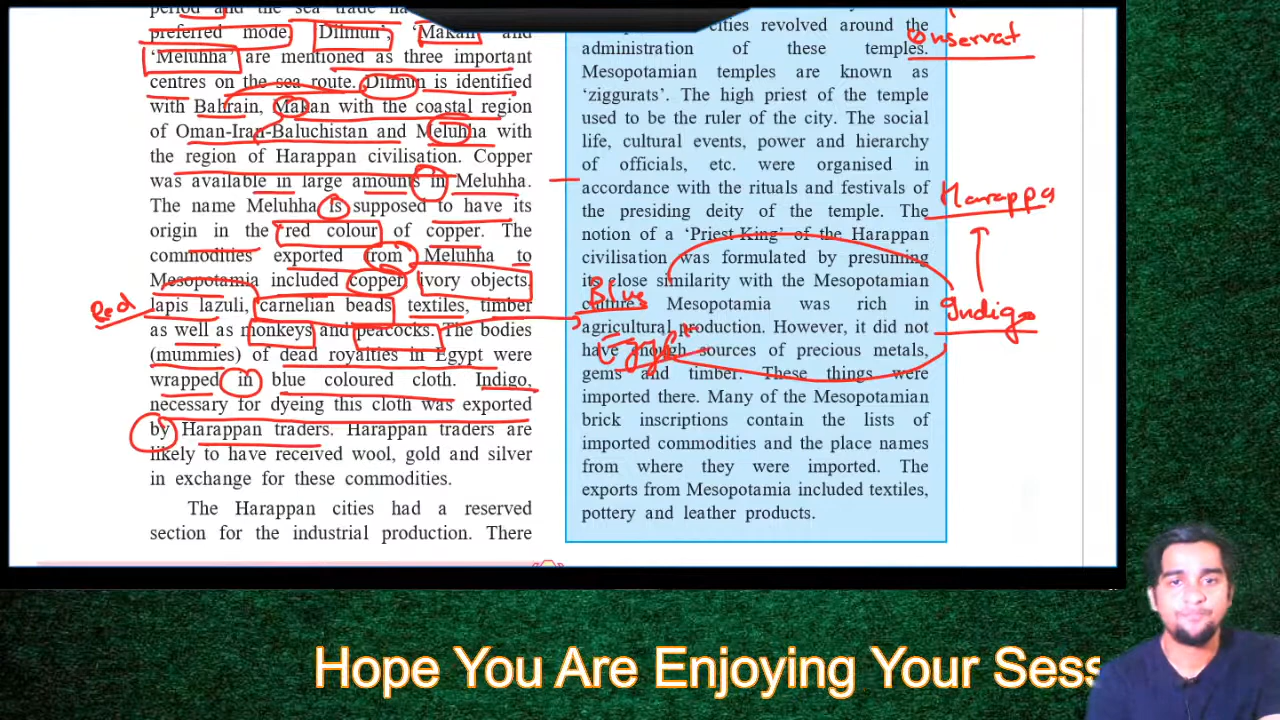 period and the sea trade
preferred mode. 'Dilmun', 'Makan' and
'Meluhha' are mentioned as three important
centres on the sea route. Dilmun is identified
with Bahrain, Makan with the coastal region
of Oman-Iran-Baluchistan and Meluhha with
the region of Harappan civilisation. Copper
was available in large amounts in Meluhha.
The name Meluhha is supposed to have its
origin in the red colour of copper. The
commodities exported from Meluhha to
Mesopotamia included copper, ivory objects,
lapis lazuli, carnelian beads, textiles, timber
as well as monkeys and peacocks. The bodies
(mummies) of dead royalties in Egypt were
wrapped in blue coloured cloth. Indigo,
necessary for dyeing this cloth was exported
by Harappan traders. Harappan traders are
likely to have received wool, gold and silver
in exchange for these commodities.
The Harappan cities had a reserved
section for the industrial production. There
Red
cities revolved around the
administration of these temples.
Mesopotamian temples are known as
'ziggurats'. The high priest of the temple
used to be the ruler of the city. The social
life, cultural events, power and hierarchy
of officials, etc. were organised in
accordance with the rituals and festivals of
the presiding deity of the temple. The
notion of a 'Priest-King' of the Harappan
civilisation was formulated by presuming
its close similarity with the Mesopotamian
culture. Mesopotamia was rich in
agricultural production. However, it did not
have enough sources of precious metals,
gems and timber. These things were
imported there. Many of the Mesopotamian
brick inscriptions contain the lists of
imported commodities and the place names
from where they were imported. The
exports from Mesopotamia included textiles,
pottery and leather products.
Blue
Egypt
Harappa
Indigo
Hope You Are Enjoying Your Sess